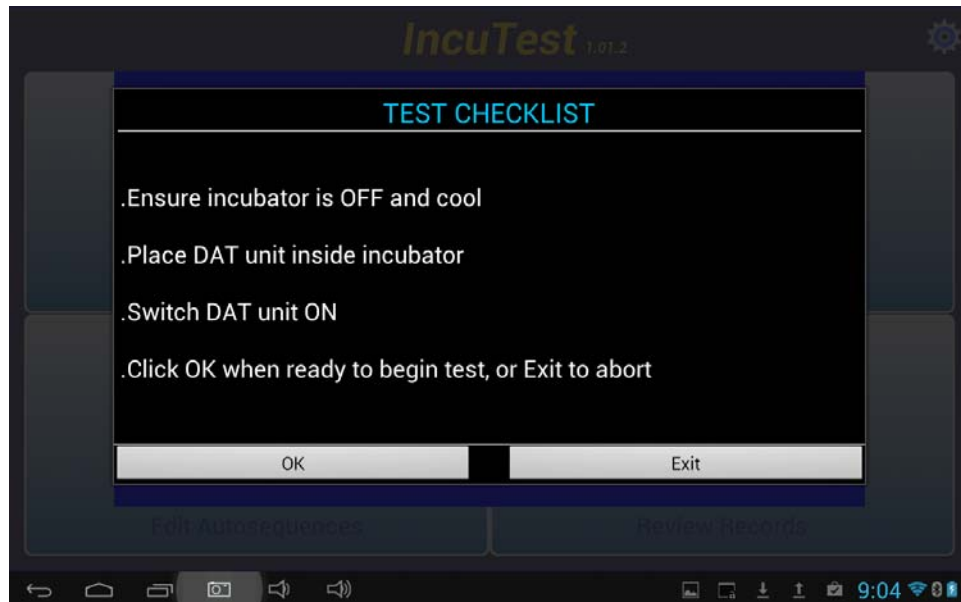 IncuTest 1.01.2
TEST CHECKLIST
.Ensure incubator is OFF and cool
.Place DAT unit inside incubator
.Switch DAT unit ON
.Click OK when ready to begin test, or Exit to abort
OK Exit
Edit Autosequences Review Records
9:04